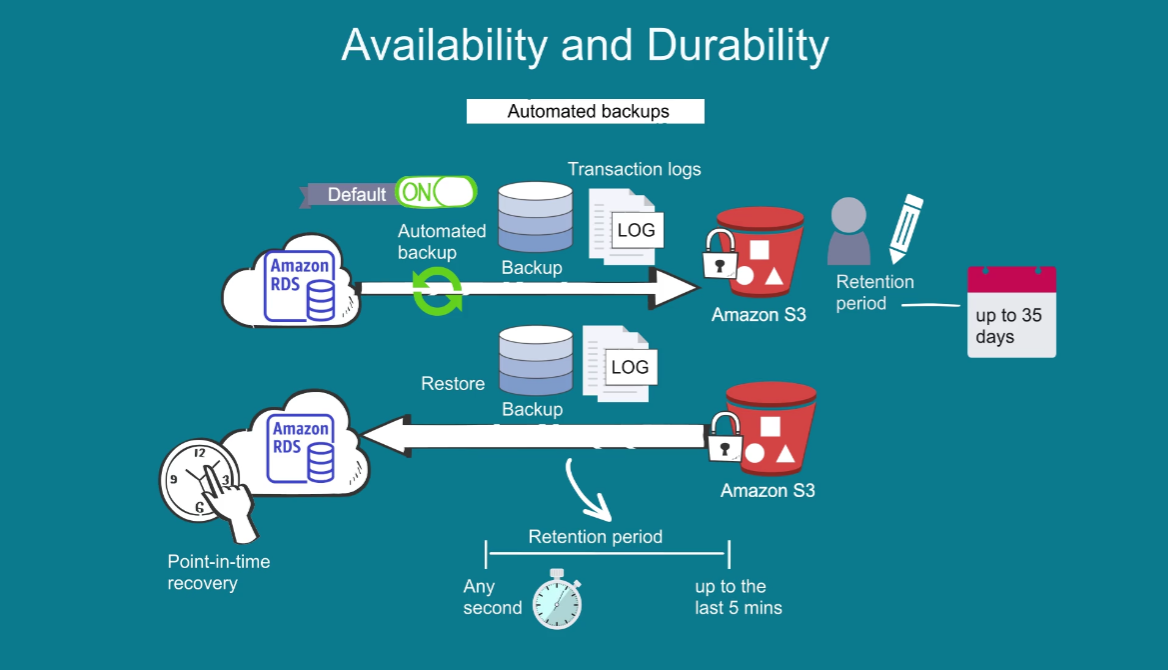 Availability and Durability
Automated backups
Transaction logs
Default
ON
LOG
Automated
backup
Backup
Amazon
RDS
Amazon S3
Retention
period
up to 35
days
LOG
Restore
Backup
Amazon
RDS
12
9
3
6
Amazon S3
Point-in-time
recovery
Retention period
Any
second
up to the
last 5 mins